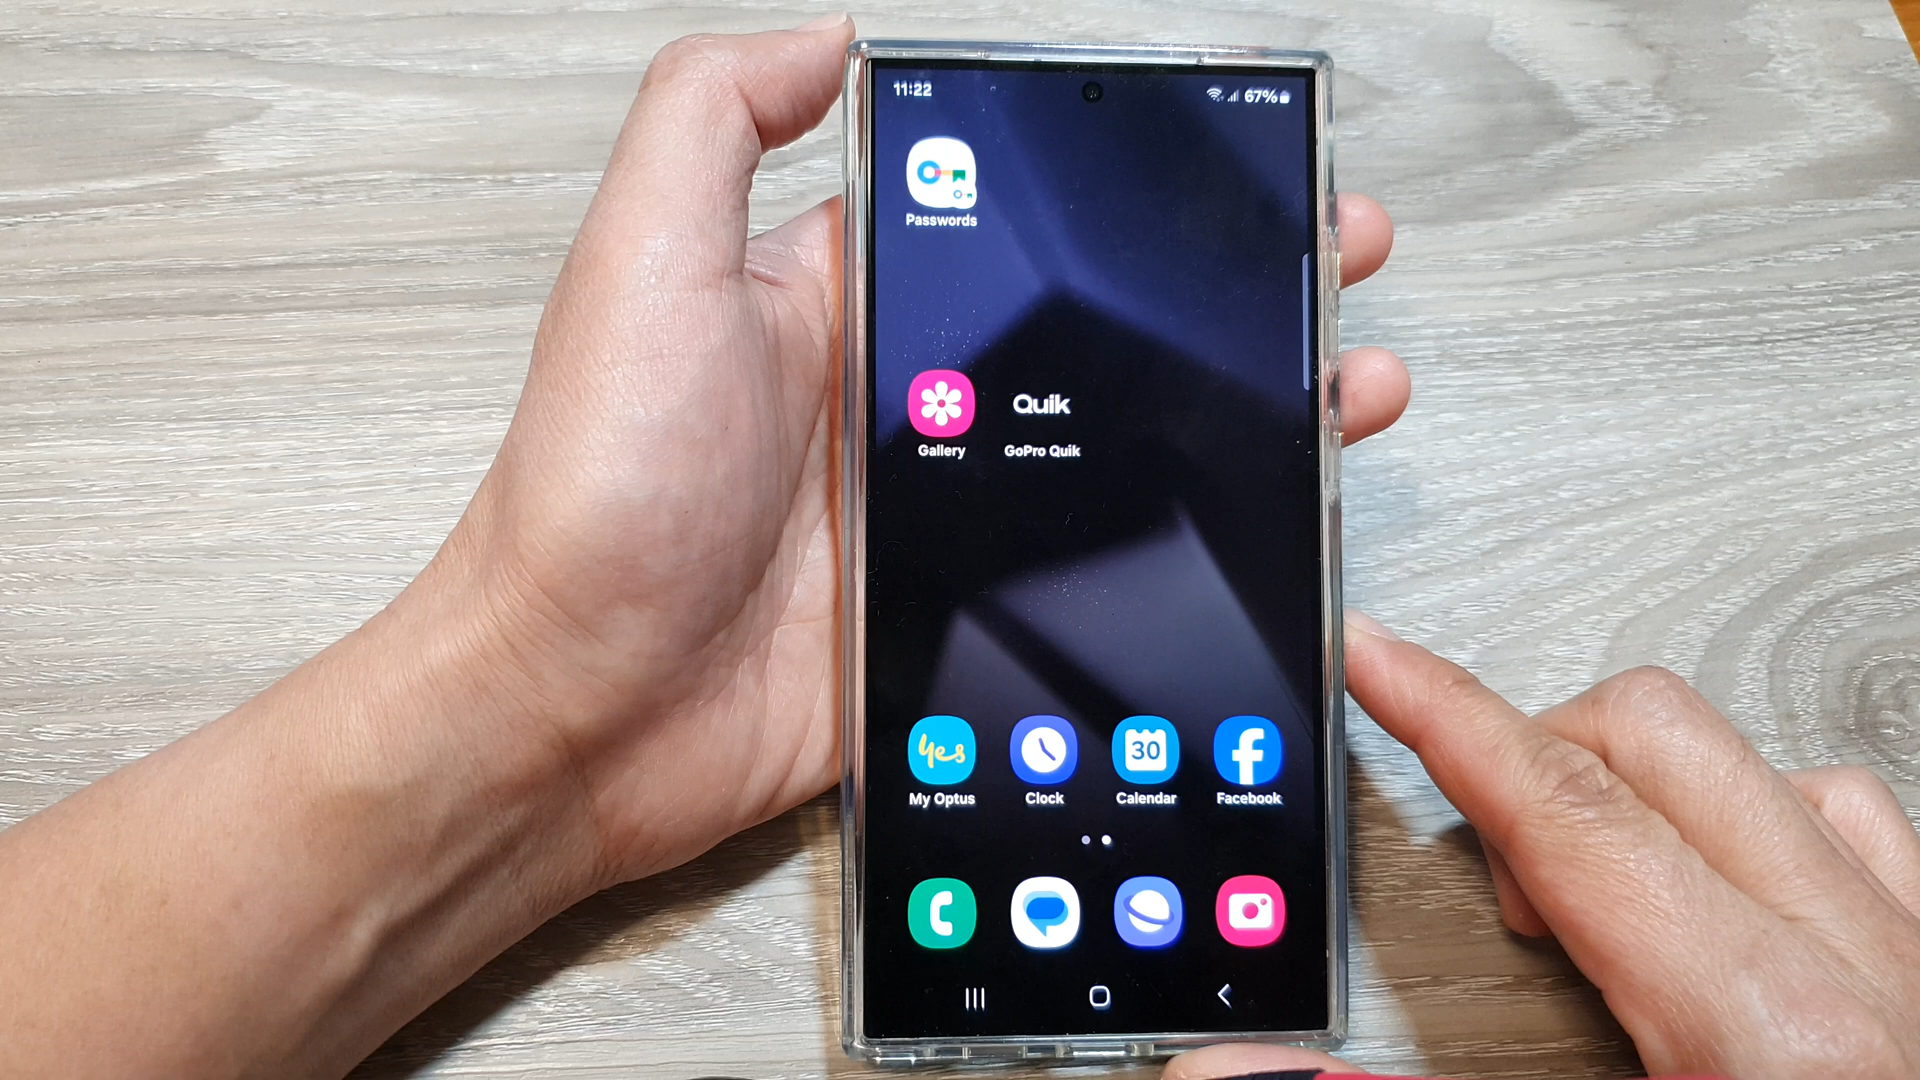 11:22
67%
Passwords
Quik
Gallery
GoPro Quik
yes
30
My Optus
Clock
Calendar
Facebook